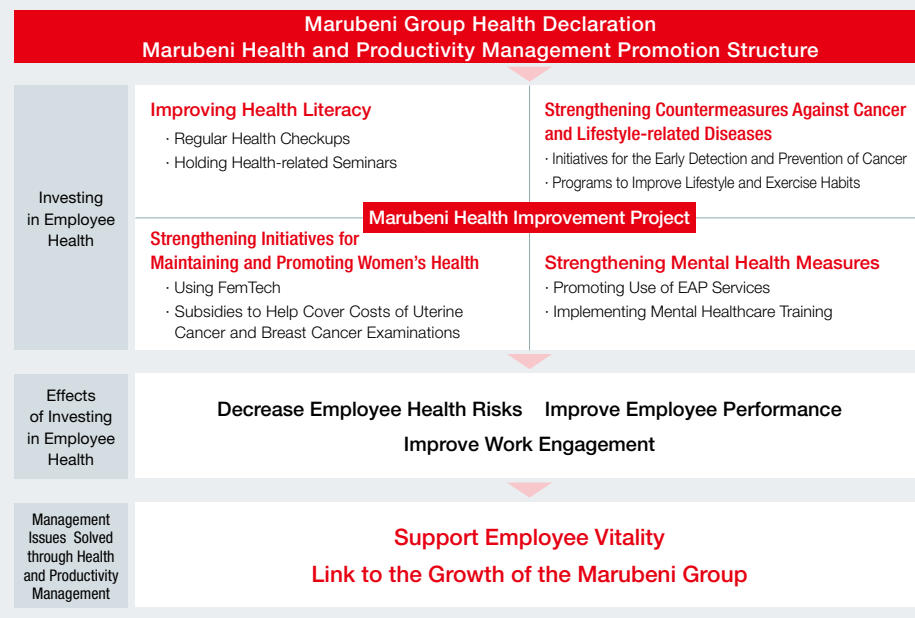 Marubeni Group Health Declaration
Marubeni Health and Productivity Management Promotion Structure
Investing
in Employee
Health
Improving Health Literacy
· Regular Health Checkups
· Holding Health-related Seminars
Strengthening Countermeasures Against Cancer
and Lifestyle-related Diseases
· Initiatives for the Early Detection and Prevention of Cancer
· Programs to Improve Lifestyle and Exercise Habits
Marubeni Health Improvement Project
Strengthening Initiatives for
Maintaining and Promoting Women's Health
· Using FemTech
· Subsidies to Help Cover Costs of Uterine
Cancer and Breast Cancer Examinations
Strengthening Mental Health Measures
· Promoting Use of EAP Services
· Implementing Mental Healthcare Training
Effects
of Investing
in Employee
Health
Decrease Employee Health Risks Improve Employee Performance
Improve Work Engagement
Management
Issues Solved
through Health
and Productivity
Management
Support Employee Vitality
Link to the Growth of the Marubeni Group